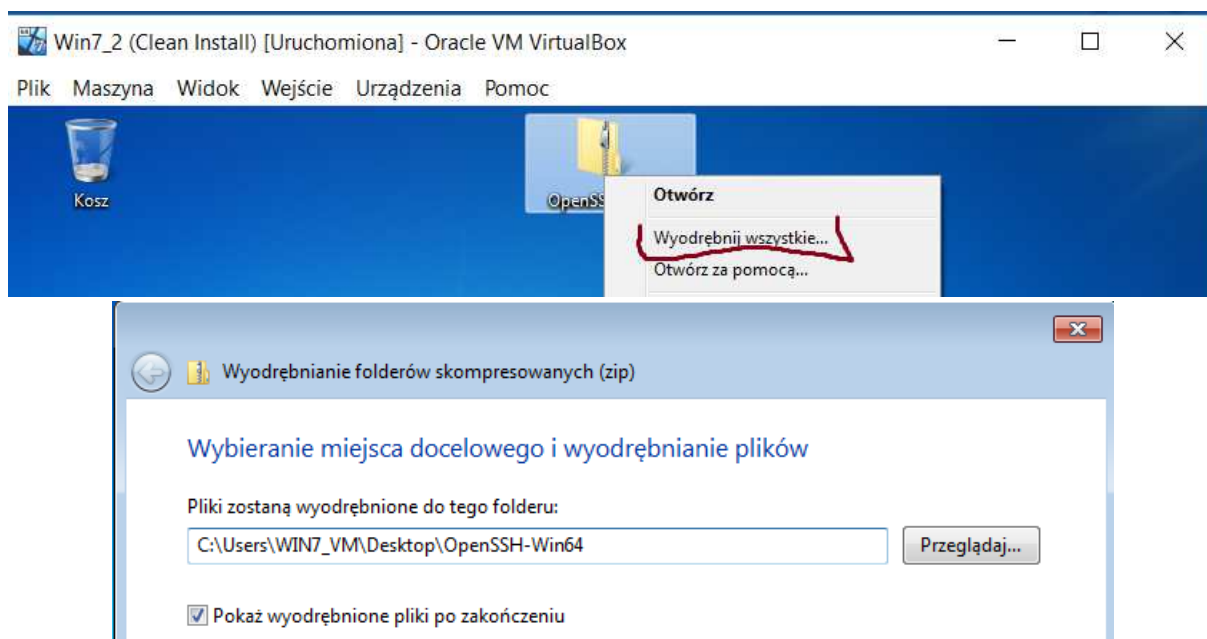 Win7_2 (Clean Install) [Uruchomiona] - Oracle VM VirtualBox
Plik Maszyna Widok Wejście Urządzenia Pomoc
Kosz
OpenSS
Otwórz
Wyodrębnij wszystkie...
Otwórz za pomocą...
Wyodrębnianie folderów skompresowanych (zip)
Wybieranie miejsca docelowego i wyodrębnianie plików
Pliki zostaną wyodrębnione do tego folderu:
C:\Users\WIN7_VM\Desktop\OpenSSH-Win64
Przeglądaj...
Pokaż wyodrębnione pliki po zakończeniu